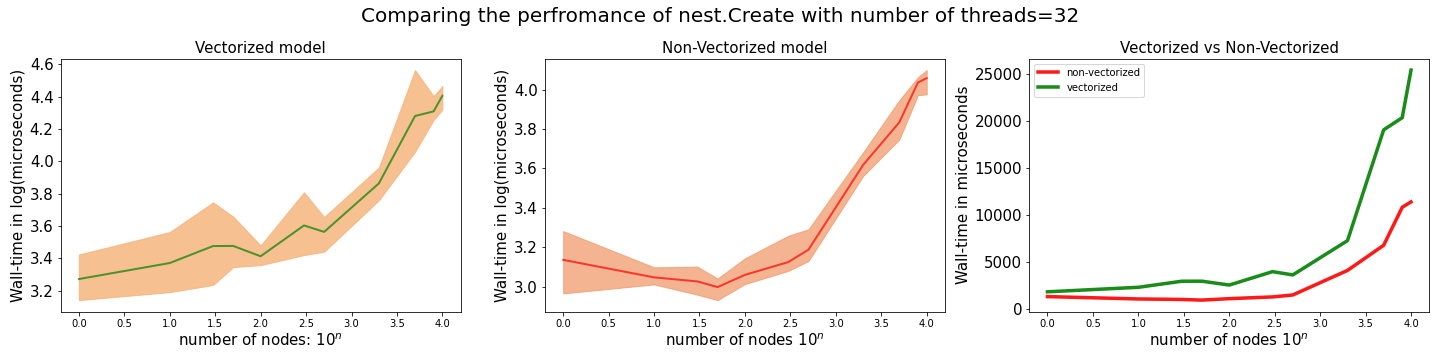 Comparing the perfromance of nest.Create with number of threads=32
Vectorized model
Wall-time in log(microseconds)
4.6
4.4
4.2
4.0
3.8
3.6
3.4
3.2
0.0 0.5 1.0 1.5 2.0 2.5 3.0 3.5 4.0
number of nodes: 10^n
Non-Vectorized model
Wall-time in log(microseconds)
4.0
3.8
3.6
3.4
3.2
3.0
0.0 0.5 1.0 1.5 2.0 2.5 3.0 3.5 4.0
number of nodes 10^n
Vectorized vs Non-Vectorized
non-vectorized
vectorized
Wall-time in microseconds
25000
20000
15000
10000
5000
0
0.0 0.5 1.0 1.5 2.0 2.5 3.0 3.5 4.0
number of nodes 10^n